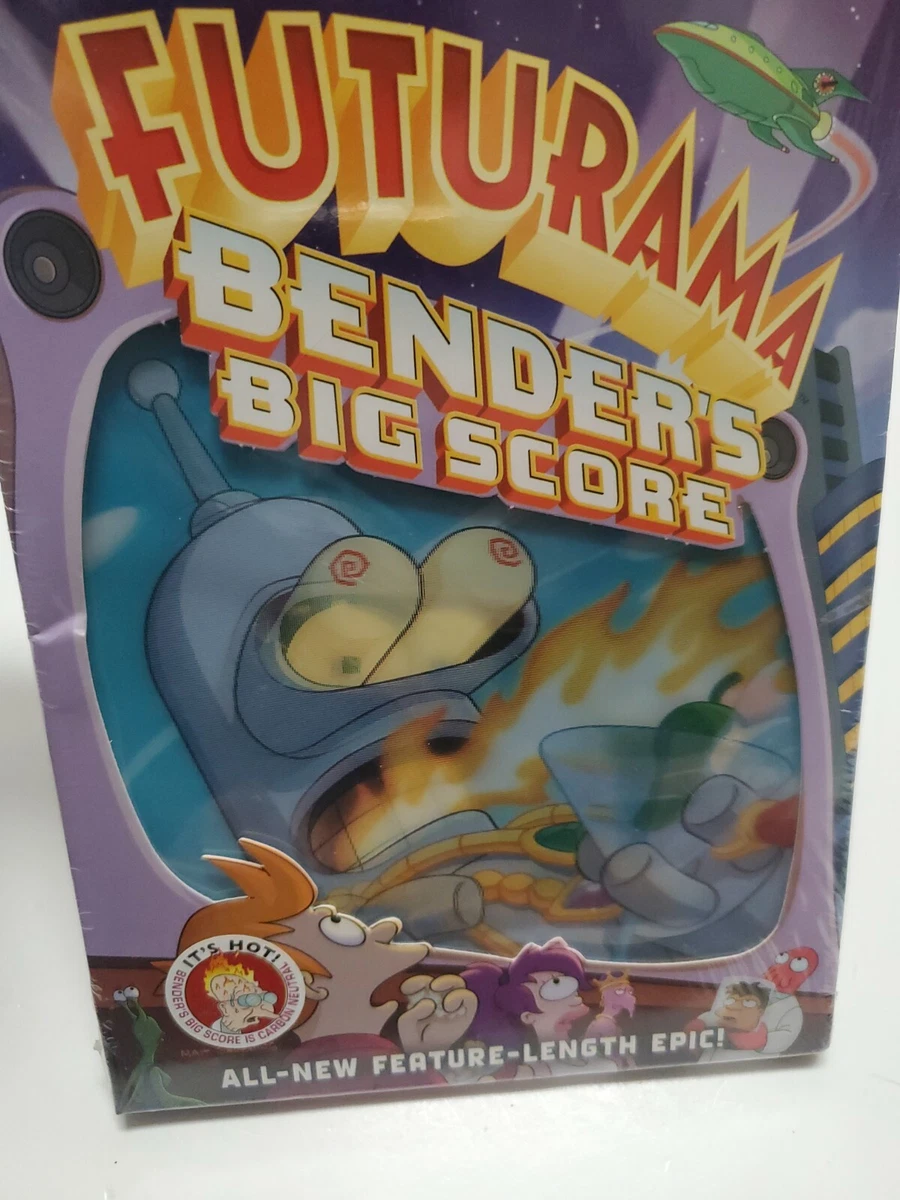 FUTURAMA
BENDER'S
BIG SCORE
IT'S HOT!
BENDER'S BIG SCORE IS CARBON NEUTRAL
ALL-NEW FEATURE-LENGTH EPIC!